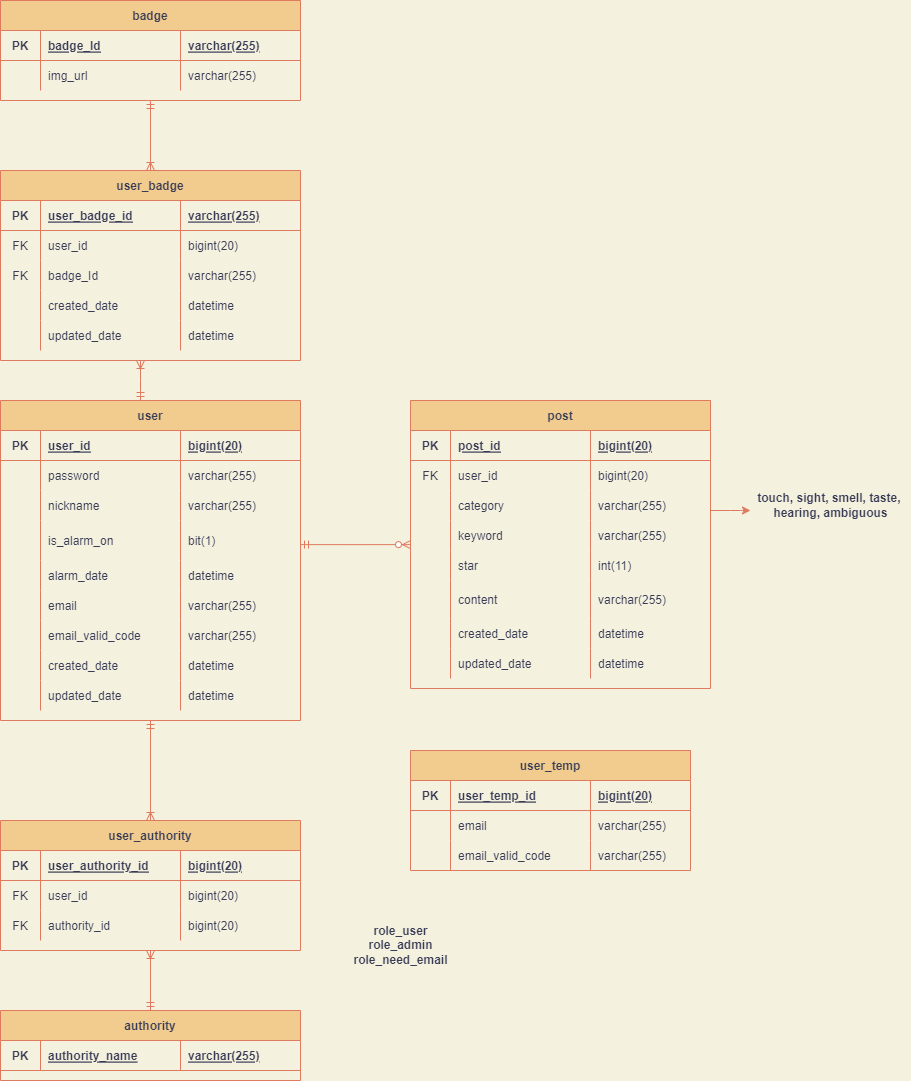 badge
PK badge_Id varchar(255)
img_url varchar(255)
user_badge
PK user_badge_id varchar(255)
FK user_id bigint(20)
FK badge_Id varchar(255)
created_date datetime
updated_date datetime
user
PK user_id bigint(20)
password varchar(255)
nickname varchar(255)
is_alarm_on bit(1)
alarm_date datetime
email varchar(255)
email_valid_code varchar(255)
created_date datetime
updated_date datetime
post
PK post_id bigint(20)
FK user_id bigint(20)
category varchar(255)
keyword varchar(255)
star int(11)
content varchar(255)
created_date datetime
updated_date datetime
touch, sight, smell, taste,
hearing, ambiguous
user_temp
PK user_temp_id bigint(20)
email varchar(255)
email_valid_code varchar(255)
user_authority
PK user_authority_id bigint(20)
FK user_id bigint(20)
FK authority_id bigint(20)
role_user
role_admin
role_need_email
authority
PK authority_name varchar(255)